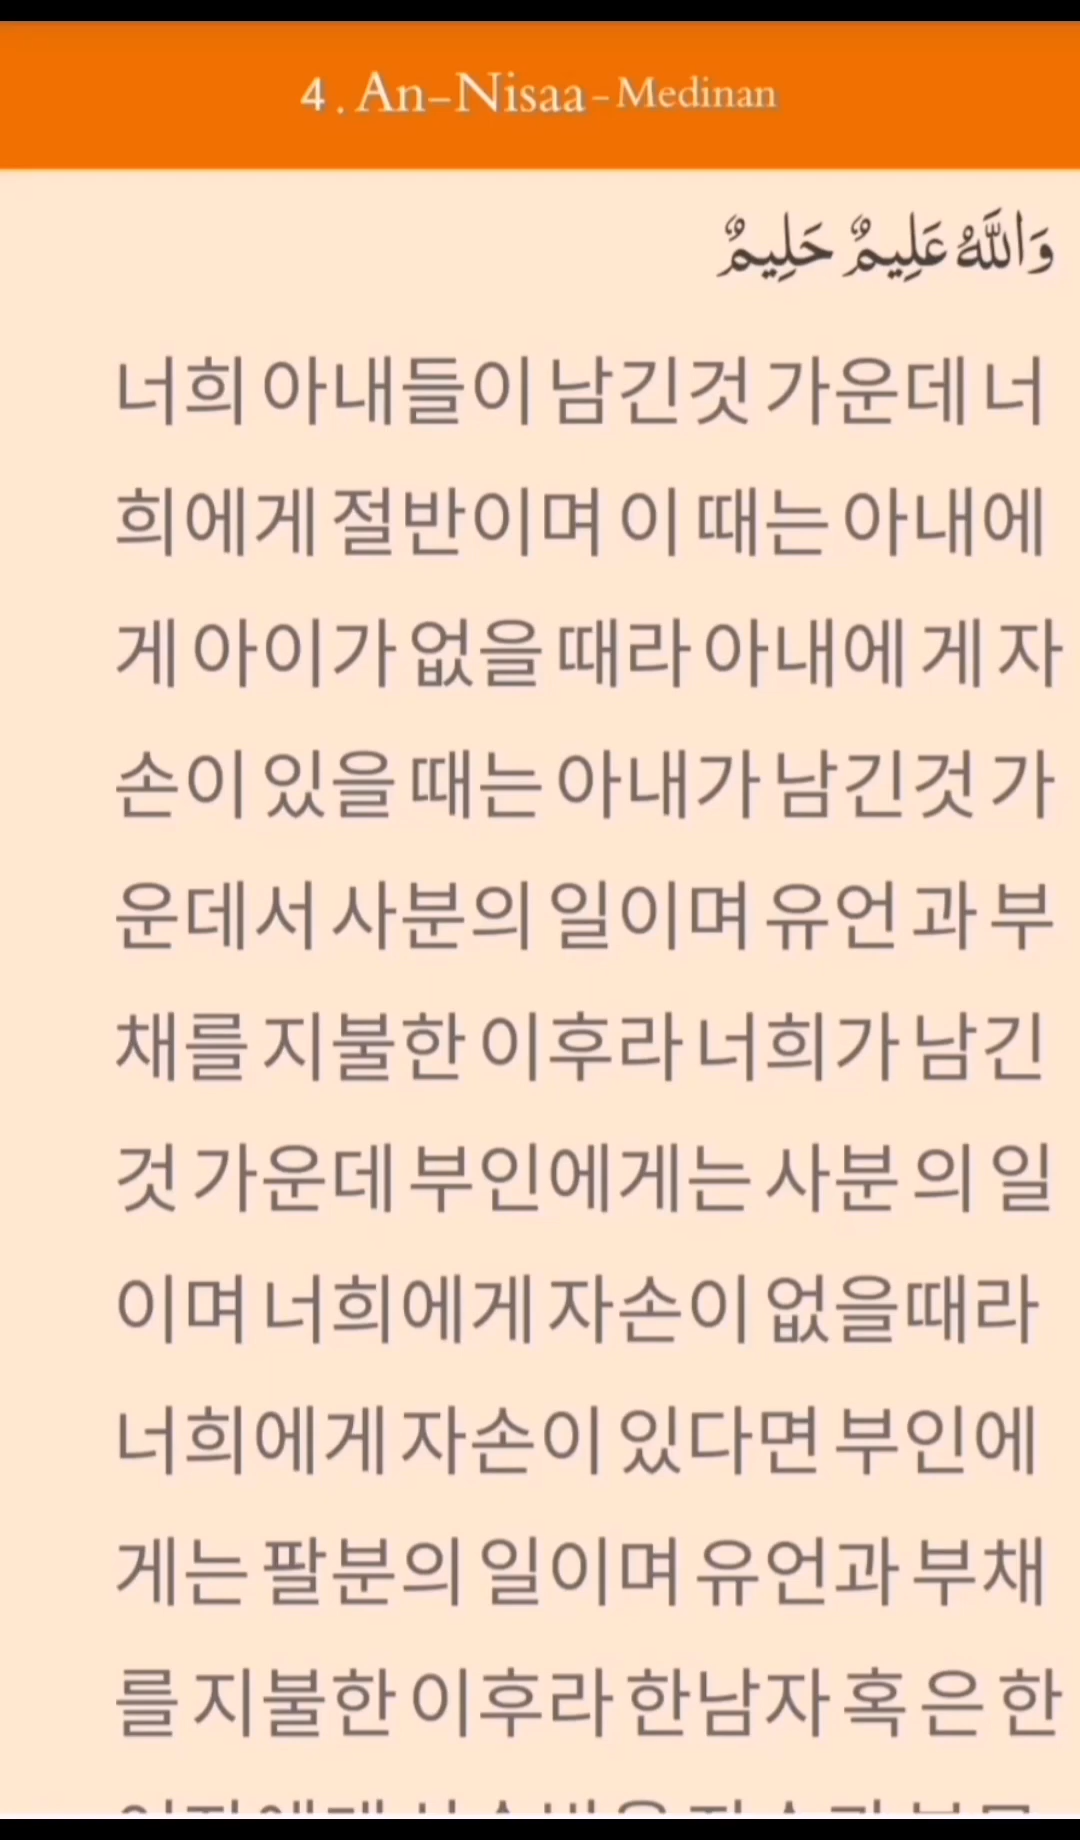 4. An-Nisaa - Medinan
وَاللَّهُ عَلِيمٌ حَلِيمٌ
너희 아내들이 남긴것 가운데 너
희에게 절반이며 이 때는 아내에
게 아이가 없을 때라 아내에 게 자
손이 있을 때는 아내가 남긴것 가
운데서 사분의 일이며 유언 과 부
채를 지불한 이후라 너희가 남긴
것 가운데 부인에게는 사분 의 일
이며 너희에게 자손이 없을때라
너희에게 자손이 있다면 부인에
게는 팔분의 일이며 유언과 부채
를 지불한 이후라 한남자 혹 은 한